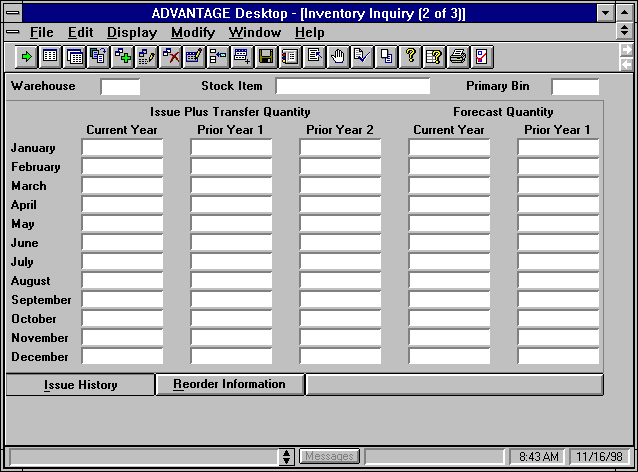 ADVANTAGE Desktop - [Inventory Inquiry (2 of 3)]
File Edit Display Modify Window Help
Warehouse Stock Item Primary Bin
Issue Plus Transfer Quantity Forecast Quantity
Current Year Prior Year 1 Prior Year 2 Current Year Prior Year 1
January
February
March
April
May
June
July
August
September
October
November
December
Issue History Reorder Information
Messages 8:43 AM 11/16/98